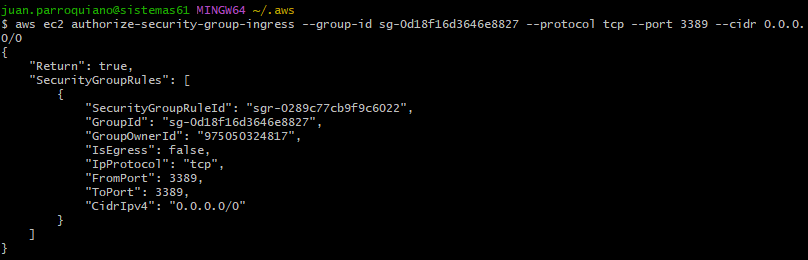 juan.parroquiano@sistemas61 MINGW64 ~/.aws
$ aws ec2 authorize-security-group-ingress --group-id sg-0d18f16d3646e8827 --protocol tcp --port 3389 --cidr 0.0.0.
0/0
{
    "Return": true,
    "SecurityGroupRules": [
        {
            "SecurityGroupRuleId": "sgr-0289c77cb9f9c6022",
            "GroupId": "sg-0d18f16d3646e8827",
            "GroupOwnerId": "975050324817",
            "IsEgress": false,
            "IpProtocol": "tcp",
            "FromPort": 3389,
            "ToPort": 3389,
            "CidrIpv4": "0.0.0.0/0"
        }
    ]
}